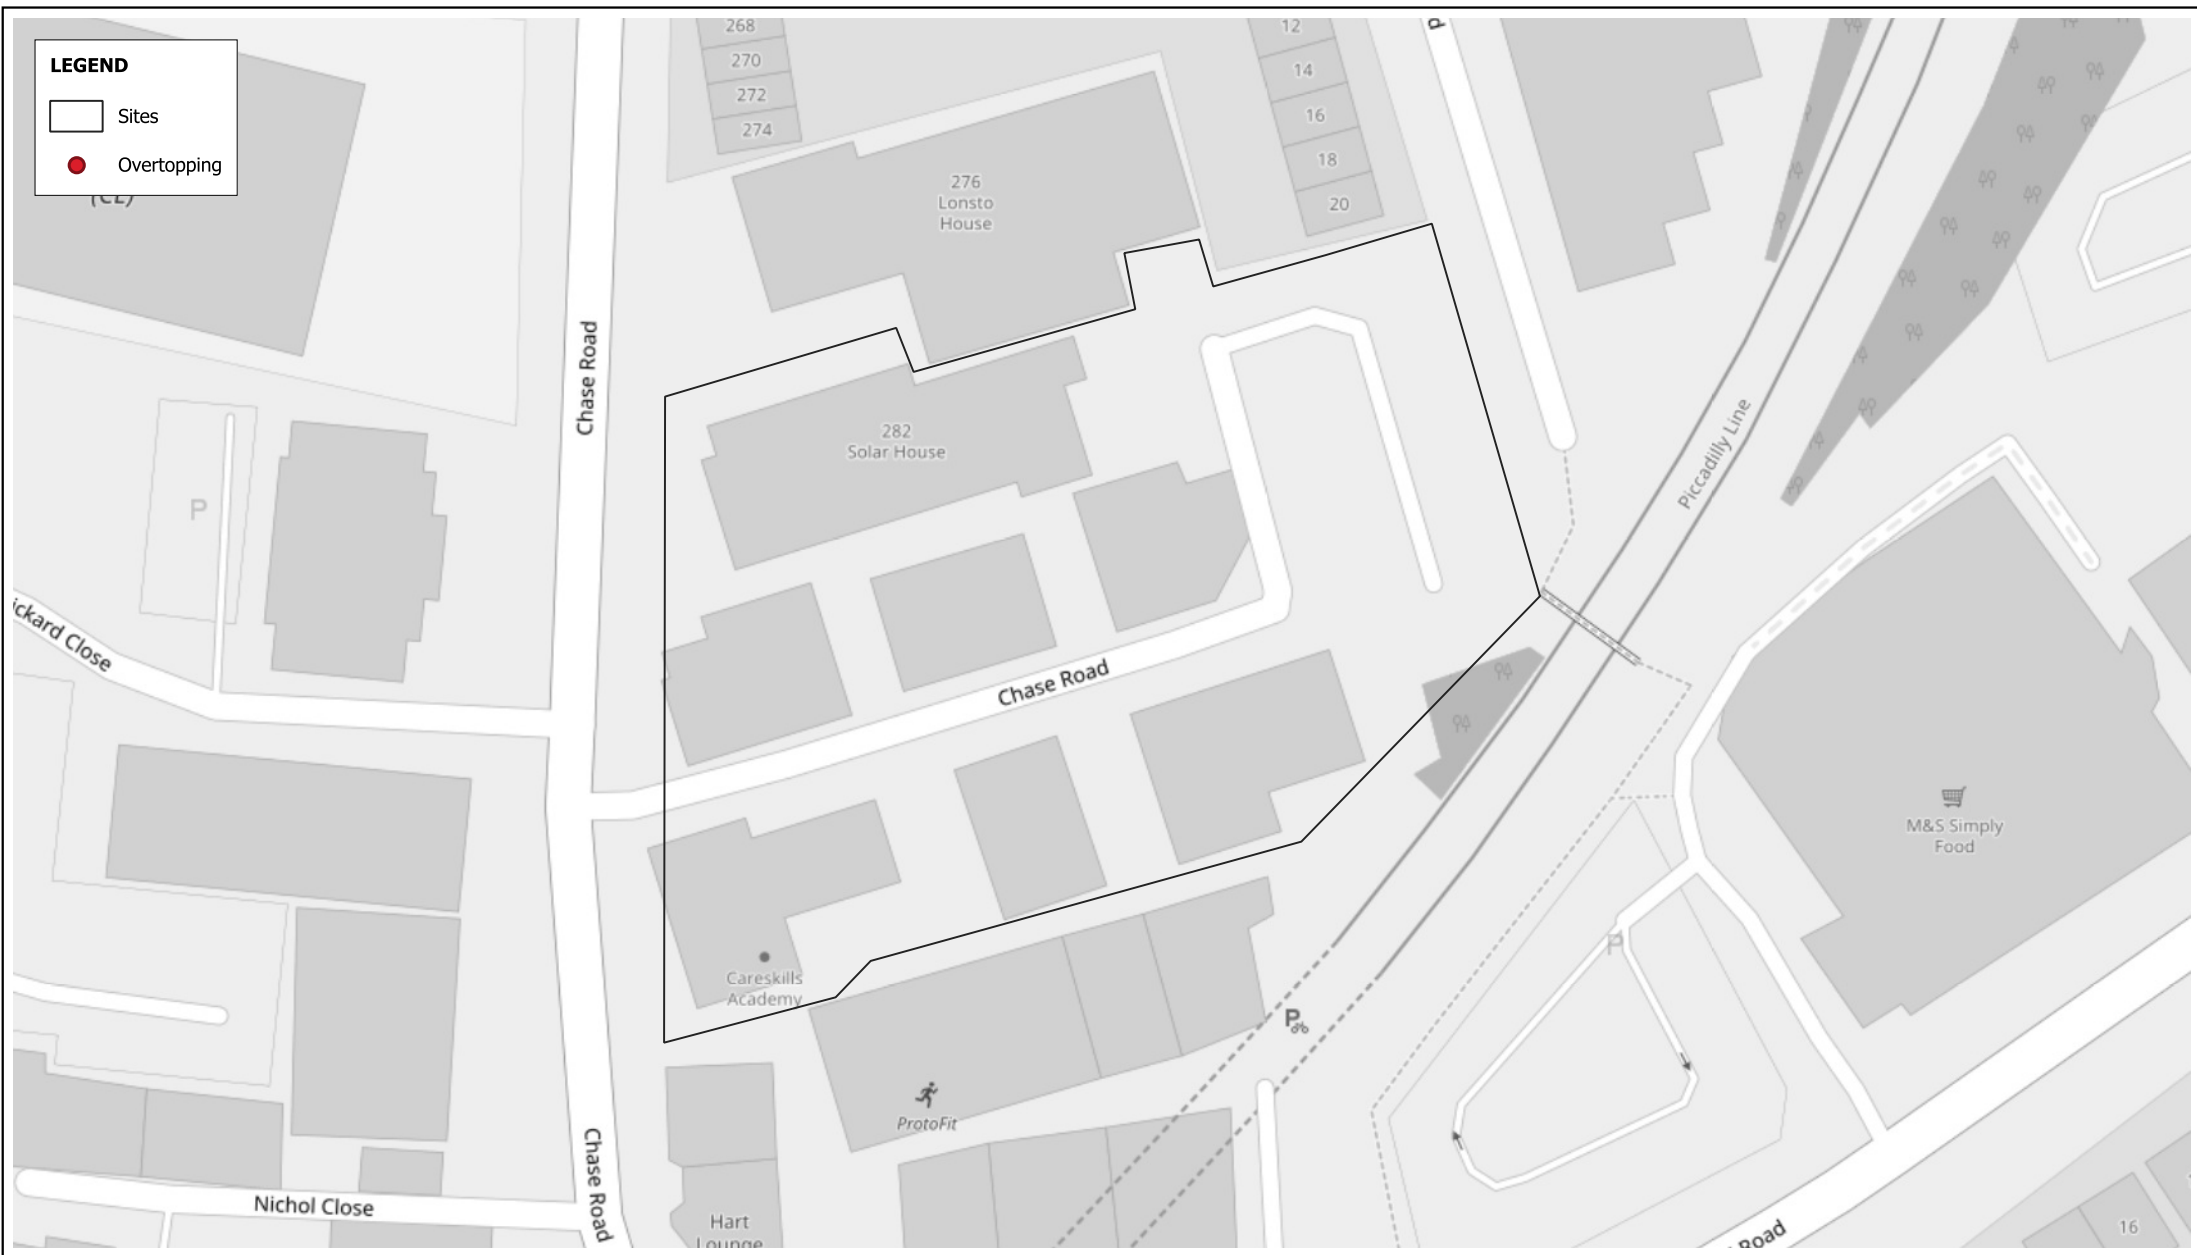 LEGEND
Sites
Overtopping
268
270
272
274
12
14
16
18
20
276
Lonsto
House
Chase Road
282
Solar House
P
Piccadilly Line
ickard Close
Chase Road
M&S Simply
Food
P
Careskills
Academy
P
ProtoFit
Chase Road
Nichol Close
Hart
Lounge
Road
16